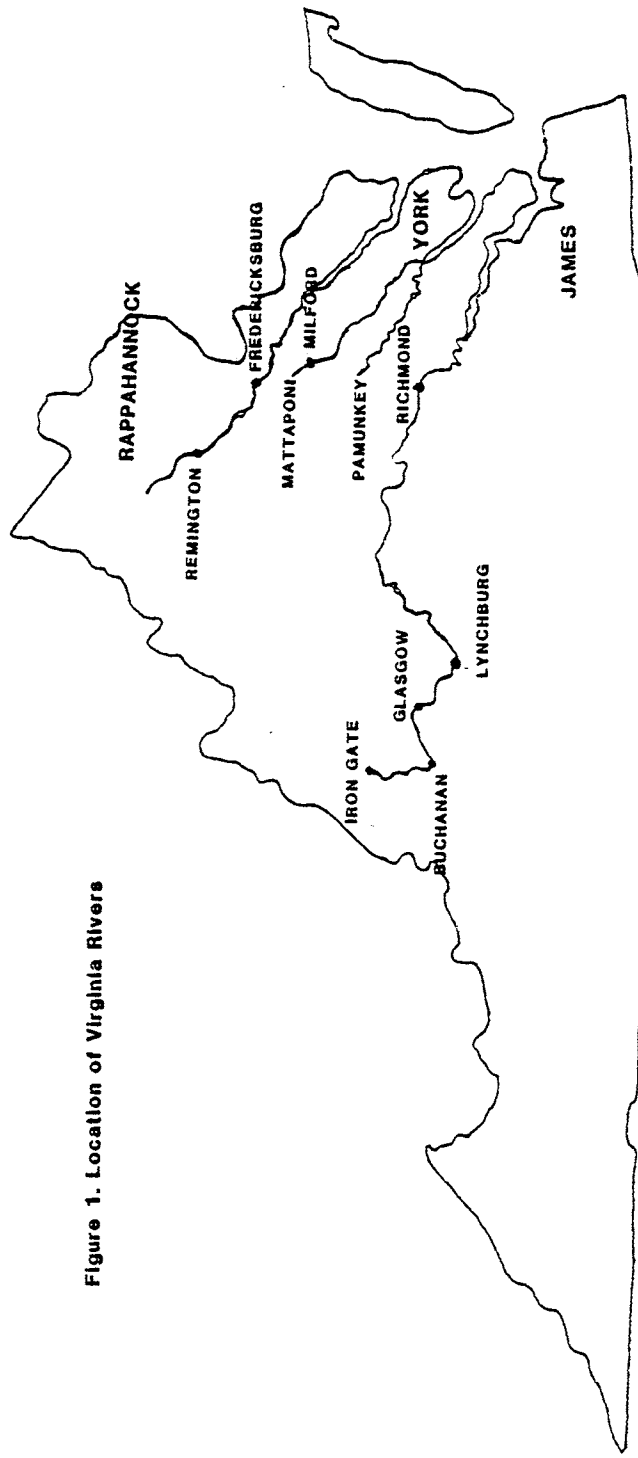 Figure 1. Location of Virginia Rivers
RAPPAHANNOCK
FREDERICKSBURG
REMINGTON
MILFORD
MATTAPONI
YORK
PAMUNKEY
RICHMOND
JAMES
GLASGOW
LYNCHBURG
IRON GATE
BUCHANAN